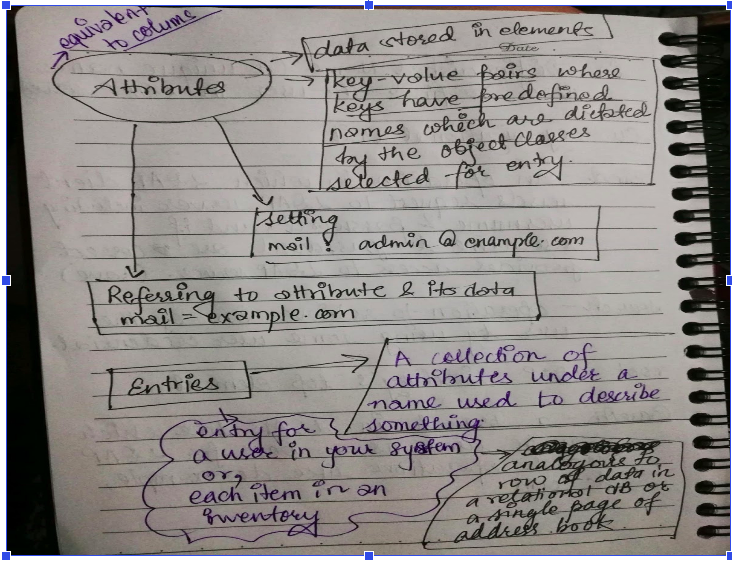 equivalent
to column
Attributes
data stored in elements
Date
key-value pairs where
keys have predefined
names which are dictated
by the object classes
selected for entry.
setting
mail: admin@example.com
Referring to attribute & its data
mail = example.com
Entries
A collection of
attributes under a
name used to describe
something.
entry for
a user in your system
or,
each item in an
inventory
analogous to
row of data in
a relational dB or
a single page of
address book